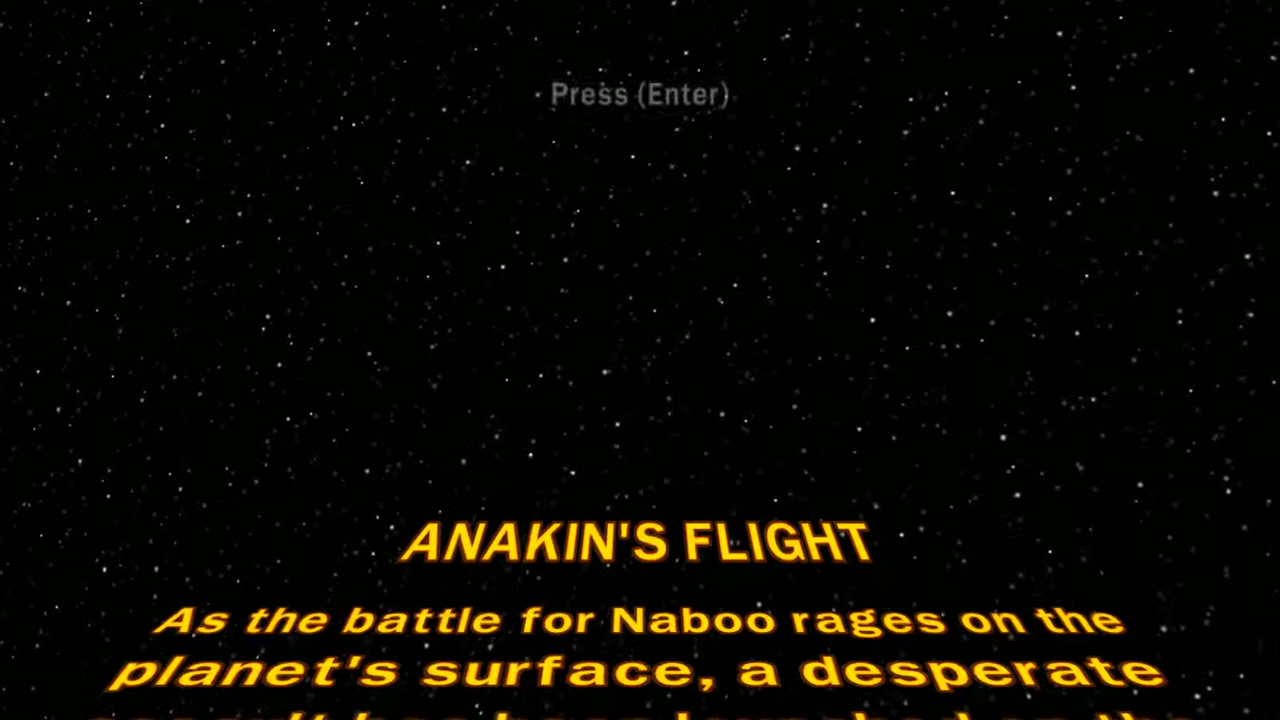 Press (Enter)
ANAKIN'S FLIGHT
As the battle for Naboo rages on the
planet's surface, a desperate